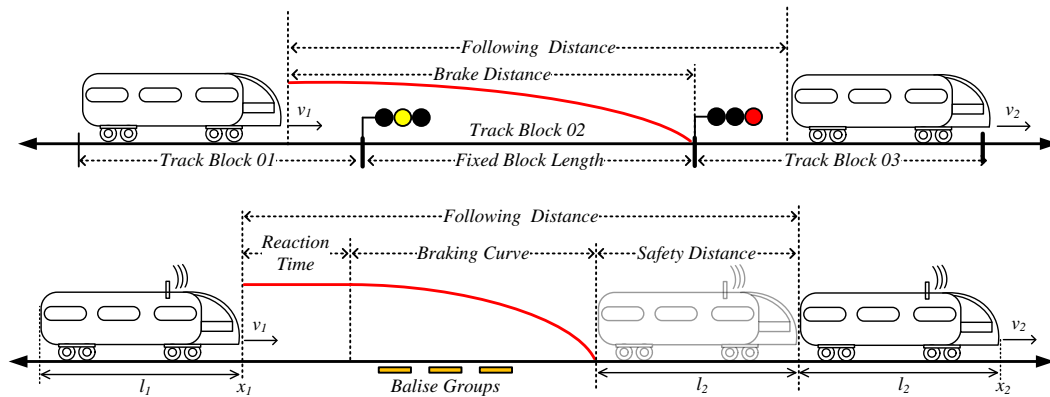 Following Distance
Brake Distance
v1
v2
Track Block 02
Track Block 01
Fixed Block Length
Track Block 03
Following Distance
Reaction
Time
Braking Curve
Safety Distance
v1
v2
l1
x1
Balise Groups
l2
l2
x2